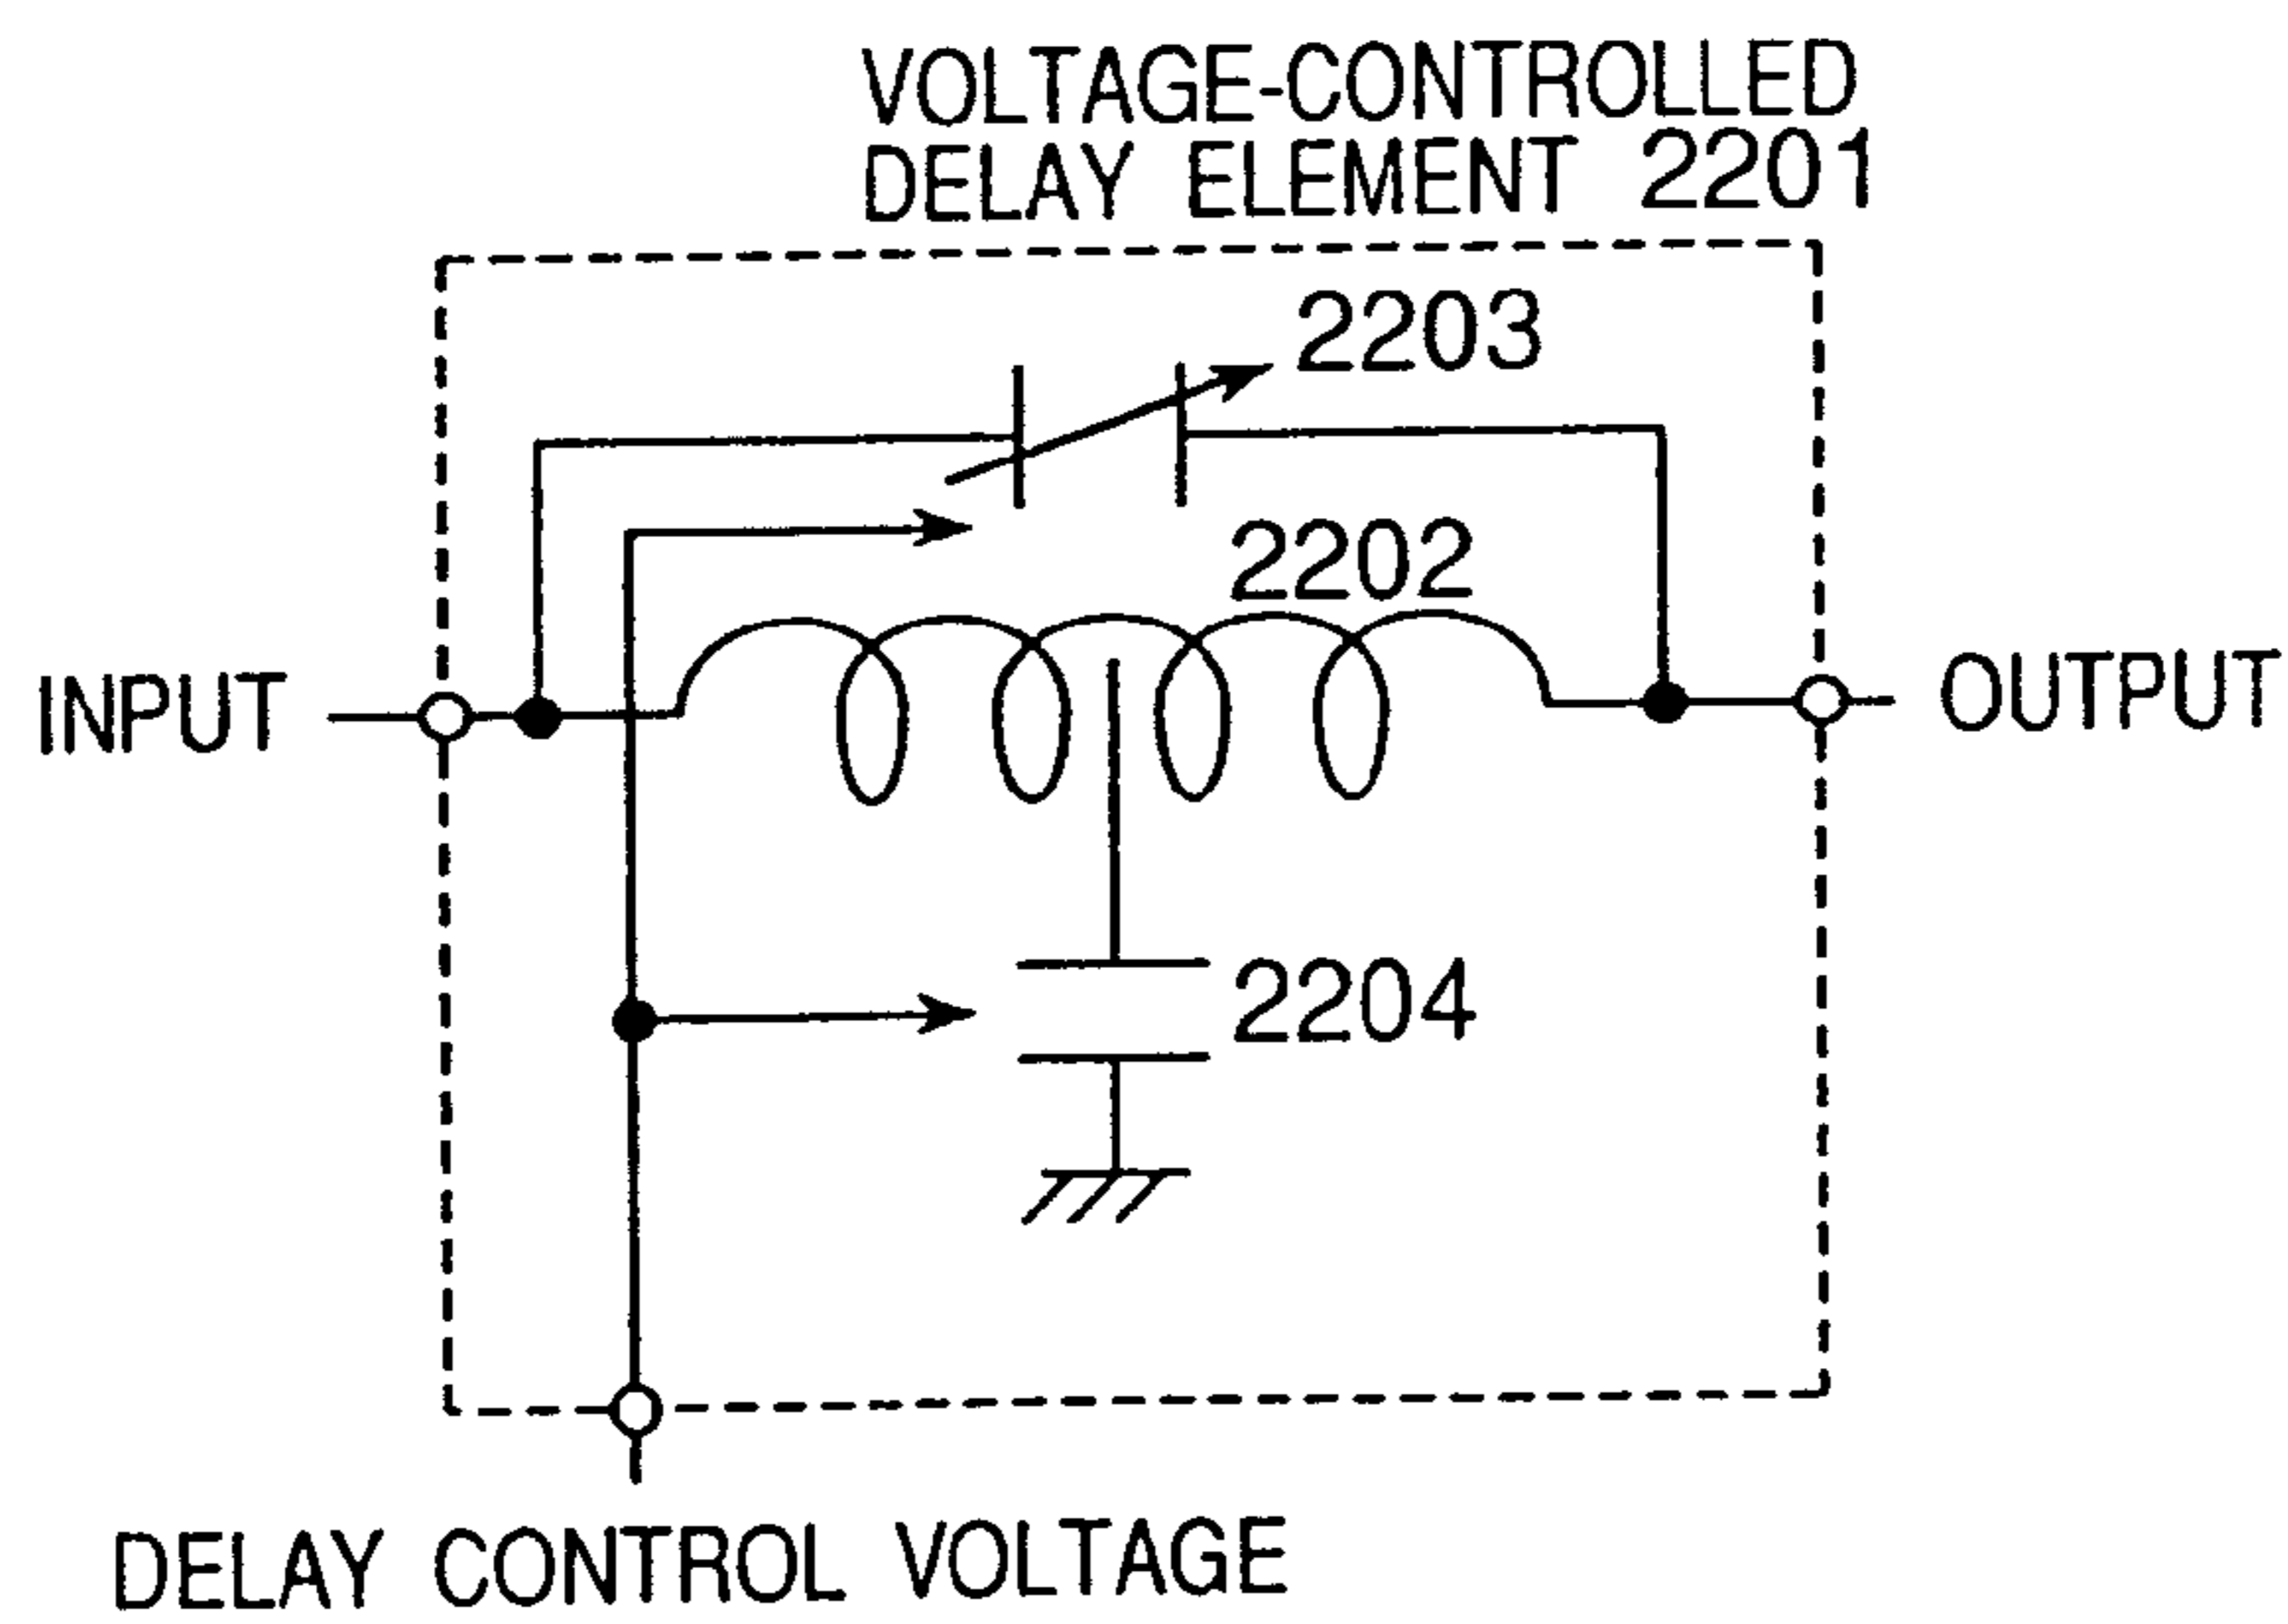 VOLTAGE-CONTROLLED
DELAY ELEMENT 2201
2203
2202
INPUT
OUTPUT
2204
DELAY CONTROL VOLTAGE